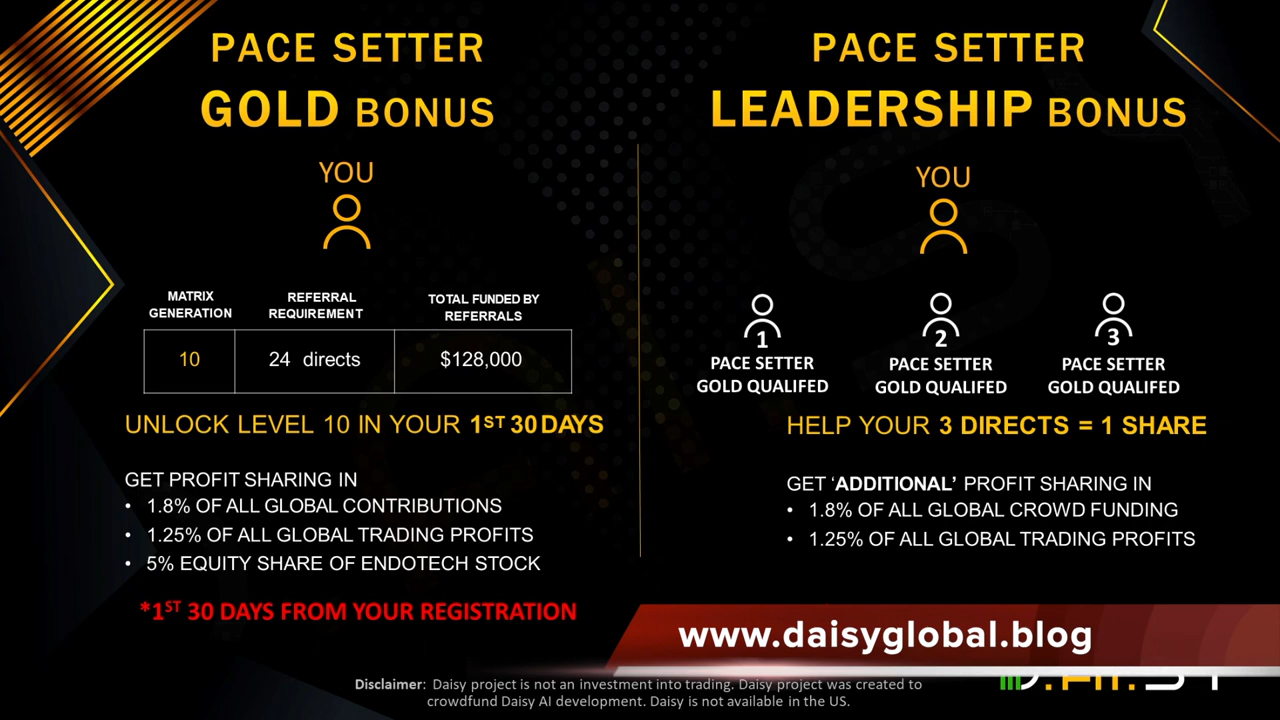 PACE SETTER
GOLD BONUS
YOU
MATRIX GENERATION
REFERRAL REQUIREMENT
TOTAL FUNDED BY REFERRALS
10
24 directs
$128,000
UNLOCK LEVEL 10 IN YOUR 1ST 30 DAYS
GET PROFIT SHARING IN
• 1.8% OF ALL GLOBAL CONTRIBUTIONS
• 1.25% OF ALL GLOBAL TRADING PROFITS
• 5% EQUITY SHARE OF ENDOTECH STOCK
*1ST 30 DAYS FROM YOUR REGISTRATION
PACE SETTER
LEADERSHIP BONUS
YOU
1
PACE SETTER
GOLD QUALIFED
2
PACE SETTER
GOLD QUALIFED
3
PACE SETTER
GOLD QUALIFED
HELP YOUR 3 DIRECTS = 1 SHARE
GET ‘ADDITIONAL’ PROFIT SHARING IN
• 1.8% OF ALL GLOBAL CROWD FUNDING
• 1.25% OF ALL GLOBAL TRADING PROFITS
www.daisyglobal.blog
Disclaimer: Daisy project is not an investment into trading. Daisy project was created to
crowdfund Daisy AI development. Daisy is not available in the US.